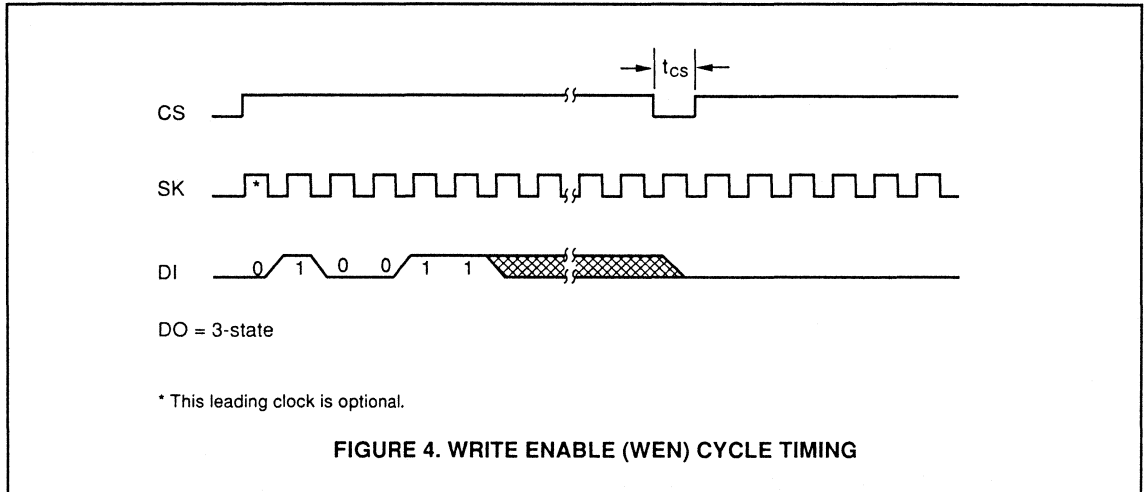 tCS
CS
SK *
DI 0 1 0 0 1 1
DO = 3-state
* This leading clock is optional.
FIGURE 4. WRITE ENABLE (WEN) CYCLE TIMING